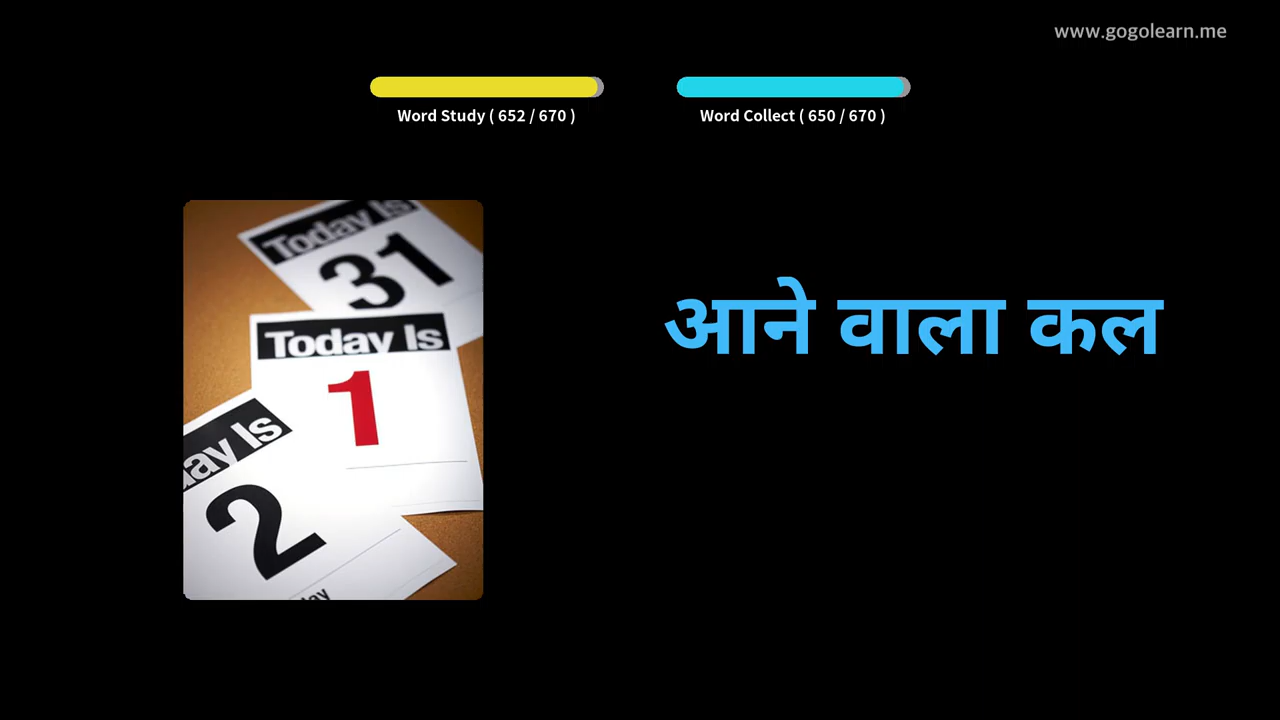 www.gogolearn.me
Word Study ( 652 / 670 )
Word Collect ( 650 / 670 )
Today Is
31
Today Is
1
आने वाला कल
ay Is
2